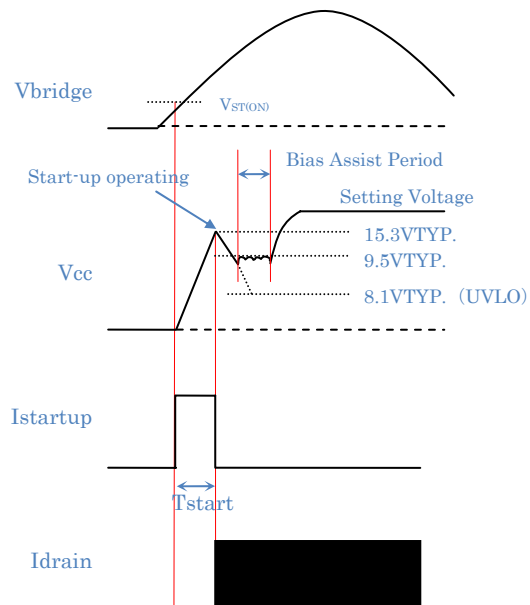 Vbridge
VST(ON)
Bias Assist Period
Start-up operating
Setting Voltage
15.3VTYP.
9.5VTYP.
Vcc
8.1VTYP. (UVLO)
Istartup
Tstart
Idrain